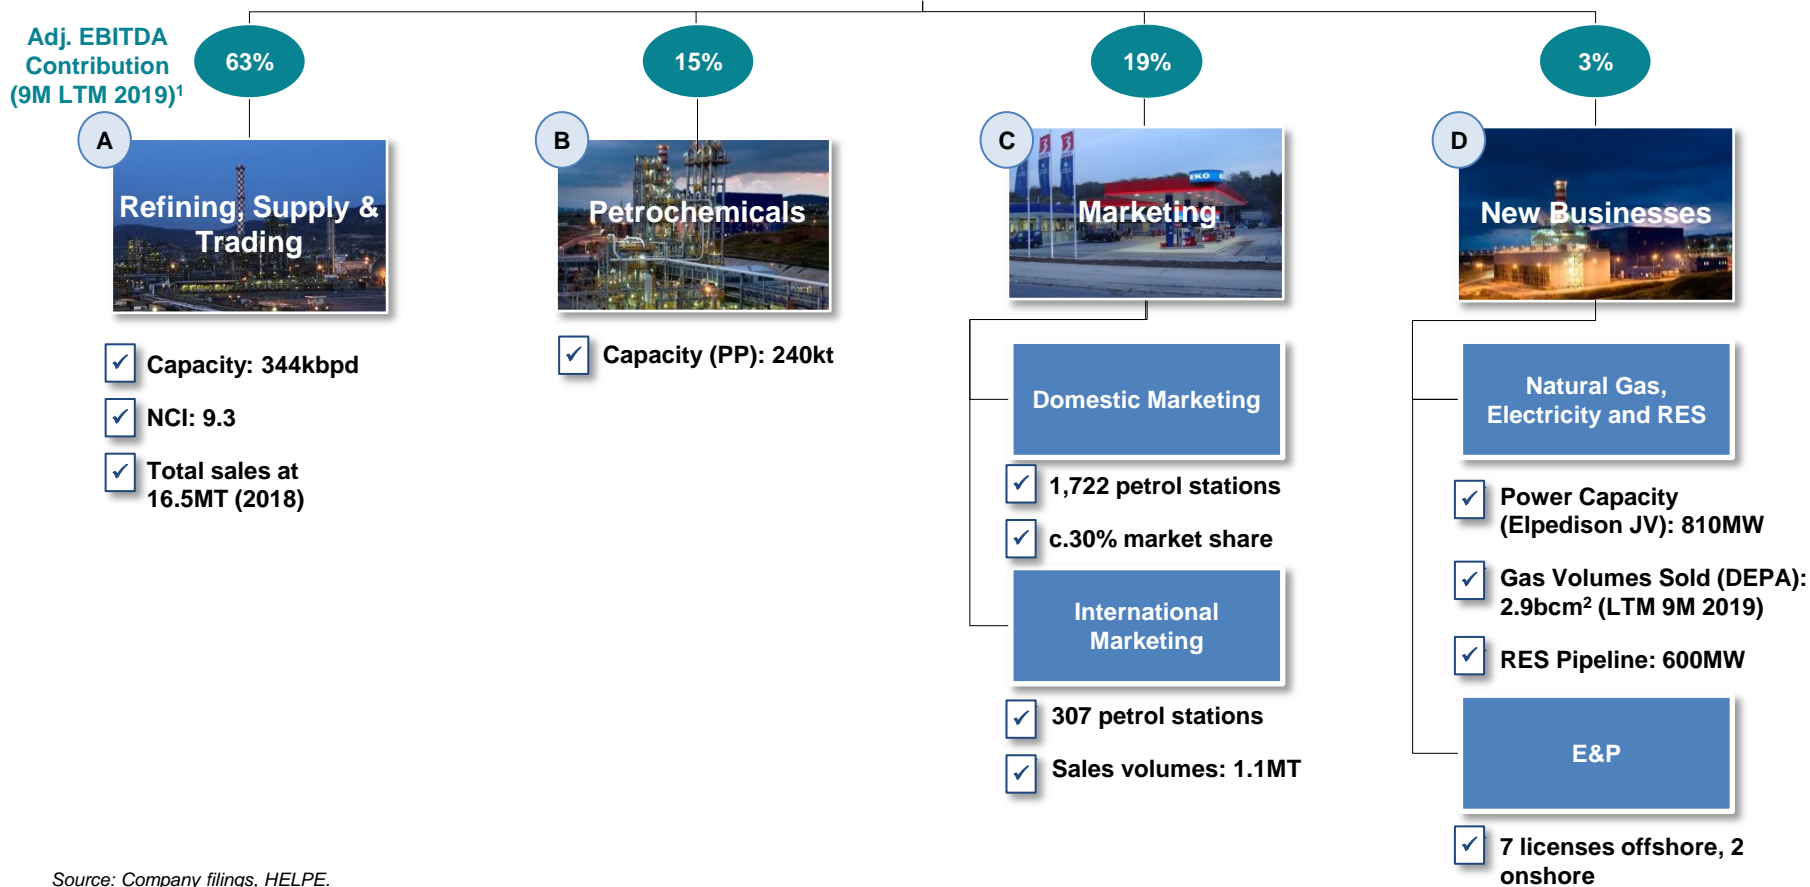 Adj. EBITDA
Contribution
(9M LTM 2019)¹
63%
15%
19%
3%
A
Refining, Supply &
Trading
Capacity: 344kbpd
NCI: 9.3
Total sales at
16.5MT (2018)
B
Petrochemicals
Capacity (PP): 240kt
C
EKO
Marketing
Domestic Marketing
1,722 petrol stations
c.30% market share
International
Marketing
307 petrol stations
Sales volumes: 1.1MT
D
New Businesses
Natural Gas,
Electricity and RES
Power Capacity
(Elpedison JV): 810MW
Gas Volumes Sold (DEPA):
2.9bcm² (LTM 9M 2019)
RES Pipeline: 600MW
E&P
7 licenses offshore, 2
onshore
Source: Company filings, HELPE.